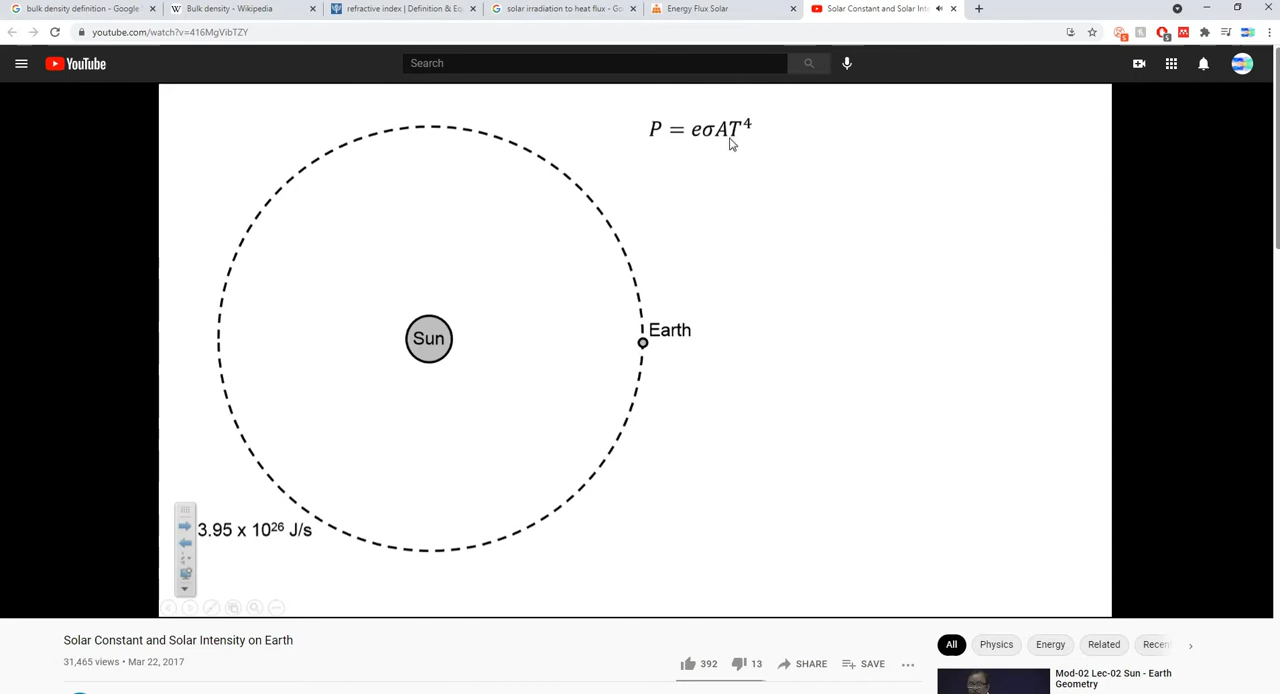 bulk density definition - Google
Bulk density - Wikipedia
refractive index | Definition & Eq
solar irradiation to heat flux - Go
Energy Flux Solar
Solar Constant and Solar Inte
youtube.com/watch?v=416MgVibTZY
YouTube
Search
P = eσAT⁴
Sun
Earth
3.95 x 10²⁶ J/s
Solar Constant and Solar Intensity on Earth
31,465 views • Mar 22, 2017
392
13
SHARE
SAVE
All
Physics
Energy
Related
Recen
Mod-02 Lec-02 Sun - Earth
Geometry